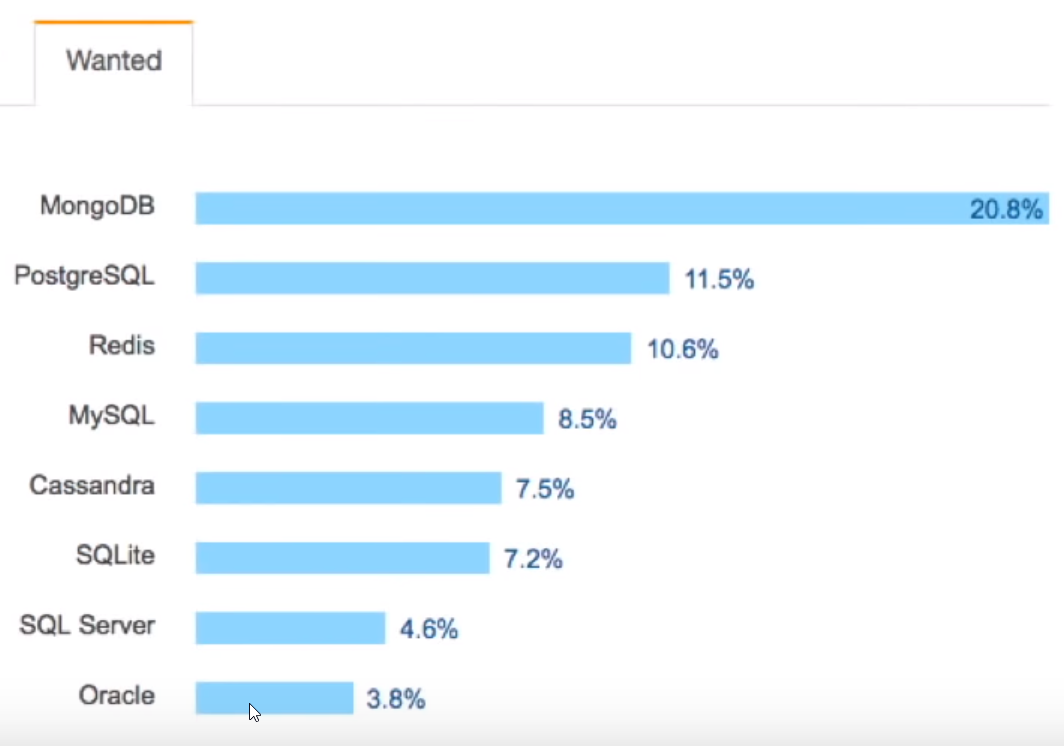 Wanted
MongoDB 20.8%
PostgreSQL 11.5%
Redis 10.6%
MySQL 8.5%
Cassandra 7.5%
SQLite 7.2%
SQL Server 4.6%
Oracle 3.8%